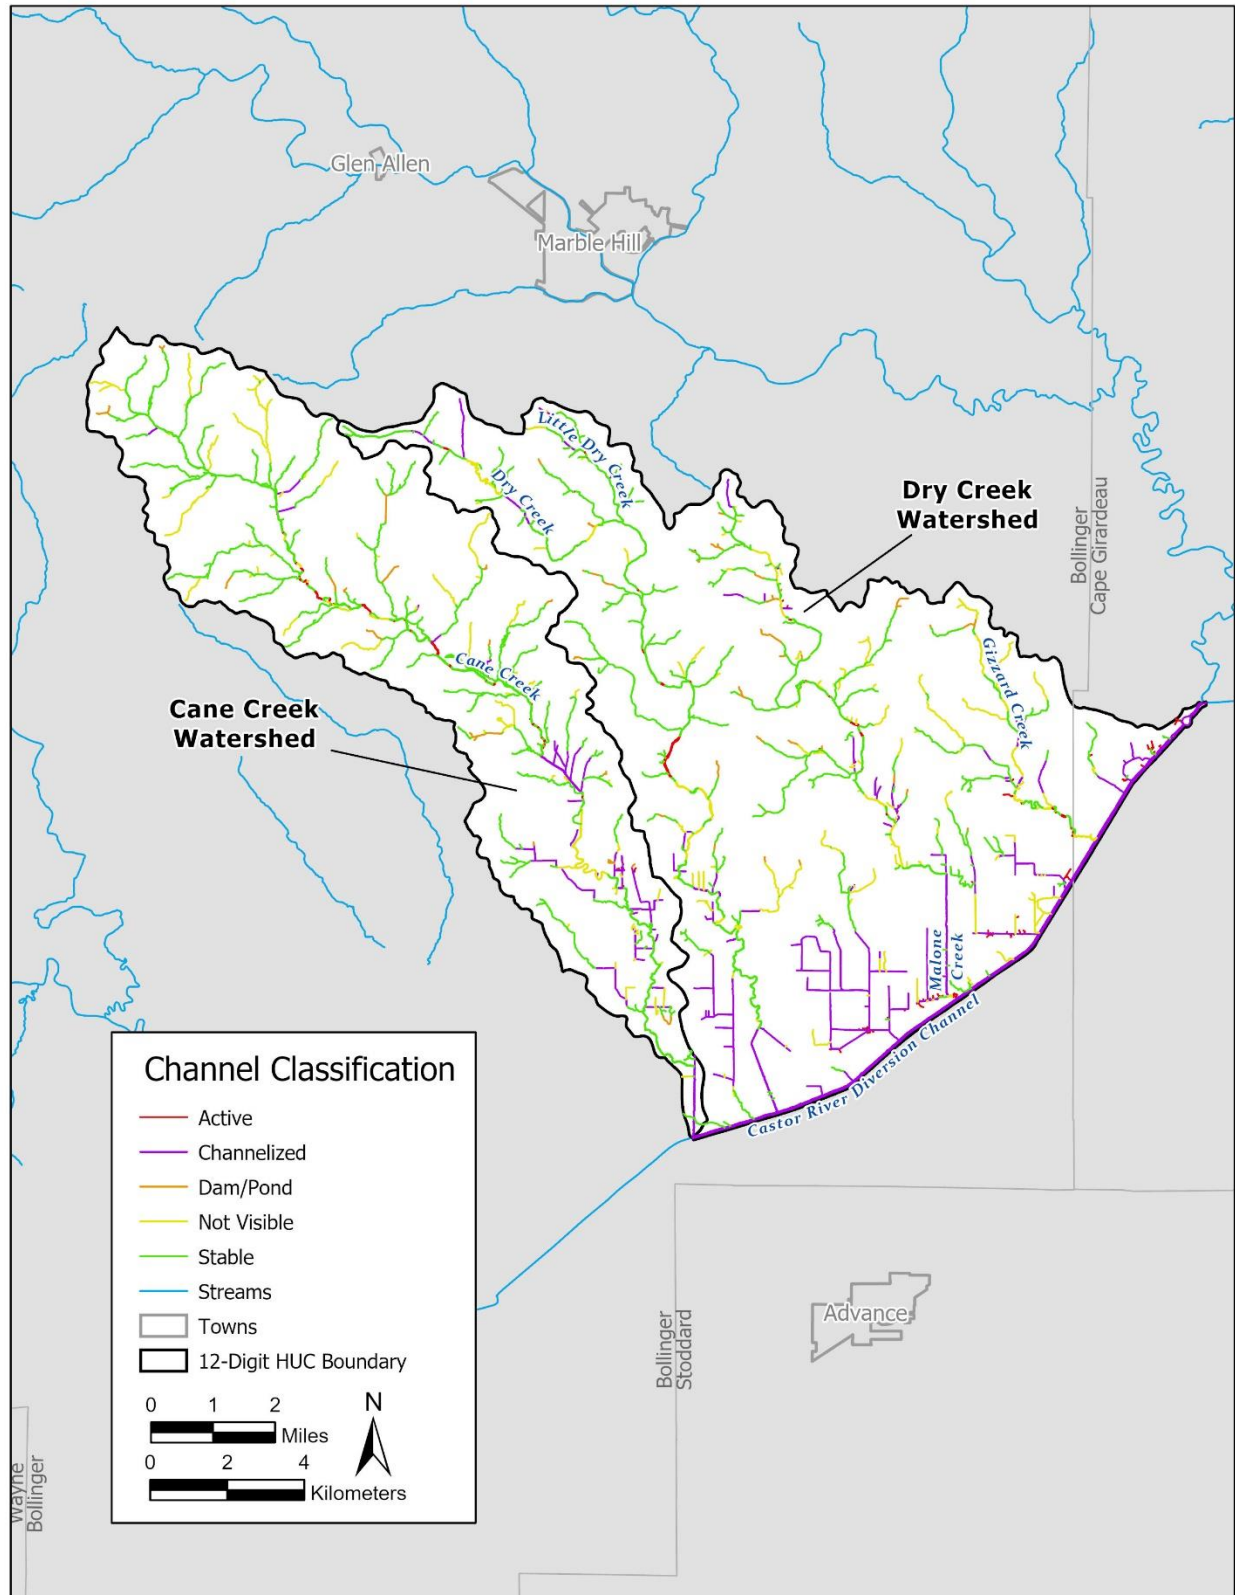 Glen Allen
Marble Hill
Little Dry Creek
Dry Creek
Dry Creek
Watershed
Bollinger
Cape Girardeau
Gizzard Creek
Cane Creek
Cane Creek
Watershed
Malone
Creek
Castor River Diversion Channel
Channel Classification
Active
Channelized
Dam/Pond
Not Visible
Stable
Streams
Towns
12-Digit HUC Boundary
0 1 2
Miles
0 2 4
Kilometers
N
Bollinger
Stoddard
Advance
Wayne
Bollinger